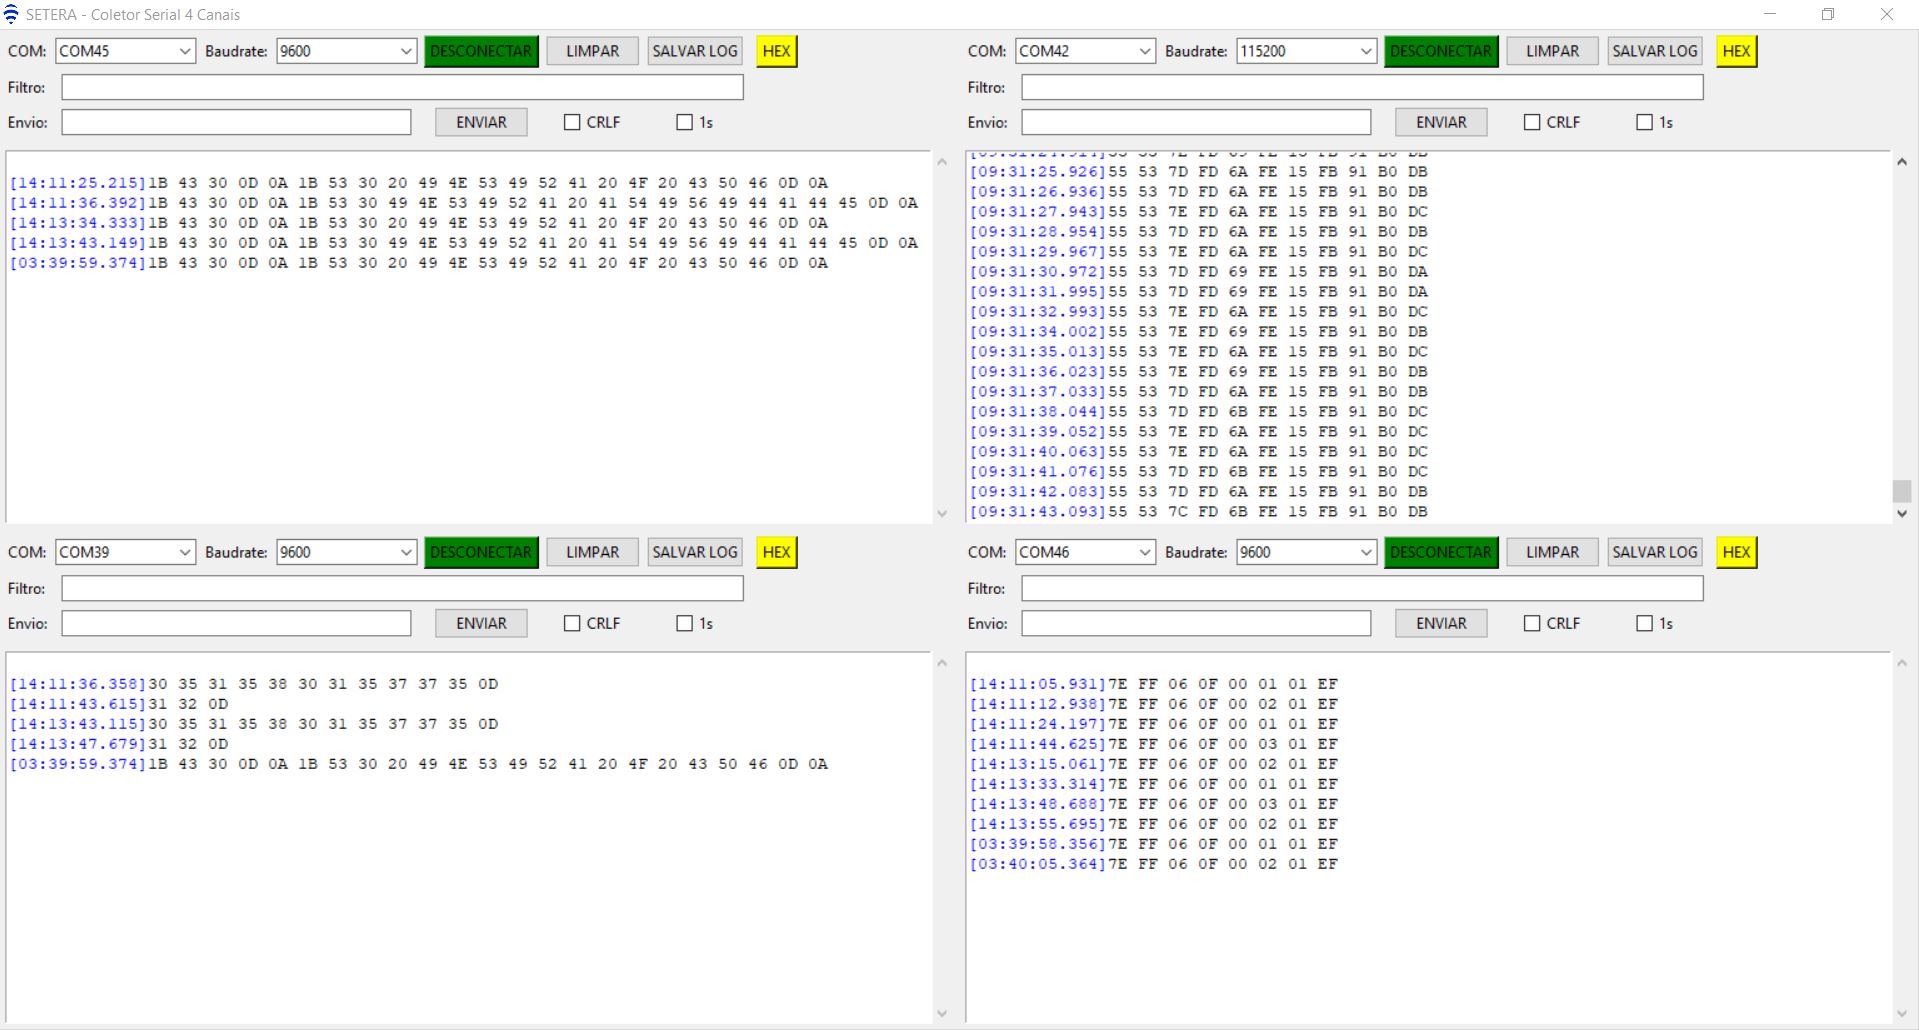 SETERA - Coletor Serial 4 Canais
COM: COM45 Baudrate: 9600 DESCONECTAR LIMPAR SALVAR LOG HEX
Filtro:
Envio: ENVIAR CRLF 1s
[14:11:25.215]1B 43 30 0D 0A 1B 53 30 20 49 4E 53 49 52 41 20 4F 20 43 50 46 0D 0A
[14:11:36.392]1B 43 30 0D 0A 1B 53 30 49 4E 53 49 52 41 20 41 54 49 56 49 44 41 44 45 0D 0A
[14:13:34.333]1B 43 30 0D 0A 1B 53 30 20 49 4E 53 49 52 41 20 4F 20 43 50 46 0D 0A
[14:13:43.149]1B 43 30 0D 0A 1B 53 30 49 4E 53 49 52 41 20 41 54 49 56 49 44 41 44 45 0D 0A
[03:39:59.374]1B 43 30 0D 0A 1B 53 30 20 49 4E 53 49 52 41 20 4F 20 43 50 46 0D 0A
COM: COM42 Baudrate: 115200 DESCONECTAR LIMPAR SALVAR LOG HEX
Filtro:
Envio: ENVIAR CRLF 1s
[09:31:25.926]55 53 7D FD 6A FE 15 FB 91 B0 DB
[09:31:26.936]55 53 7D FD 6A FE 15 FB 91 B0 DB
[09:31:27.943]55 53 7E FD 6A FE 15 FB 91 B0 DC
[09:31:28.954]55 53 7D FD 6A FE 15 FB 91 B0 DB
[09:31:29.967]55 53 7E FD 6A FE 15 FB 91 B0 DC
[09:31:30.972]55 53 7D FD 69 FE 15 FB 91 B0 DA
[09:31:31.995]55 53 7D FD 69 FE 15 FB 91 B0 DA
[09:31:32.993]55 53 7E FD 6A FE 15 FB 91 B0 DC
[09:31:34.002]55 53 7E FD 69 FE 15 FB 91 B0 DB
[09:31:35.013]55 53 7E FD 6A FE 15 FB 91 B0 DC
[09:31:36.023]55 53 7E FD 69 FE 15 FB 91 B0 DB
[09:31:37.033]55 53 7D FD 6A FE 15 FB 91 B0 DB
[09:31:38.044]55 53 7D FD 6B FE 15 FB 91 B0 DC
[09:31:39.052]55 53 7E FD 6A FE 15 FB 91 B0 DC
[09:31:40.063]55 53 7E FD 6A FE 15 FB 91 B0 DC
[09:31:41.076]55 53 7D FD 6B FE 15 FB 91 B0 DC
[09:31:42.083]55 53 7D FD 6A FE 15 FB 91 B0 DB
[09:31:43.093]55 53 7C FD 6B FE 15 FB 91 B0 DB
COM: COM39 Baudrate: 9600 DESCONECTAR LIMPAR SALVAR LOG HEX
Filtro:
Envio: ENVIAR CRLF 1s
[14:11:36.358]30 35 31 35 38 30 31 35 37 37 35 0D
[14:11:43.615]31 32 0D
[14:13:43.115]30 35 31 35 38 30 31 35 37 37 35 0D
[14:13:47.679]31 32 0D
[03:39:59.374]1B 43 30 0D 0A 1B 53 30 20 49 4E 53 49 52 41 20 4F 20 43 50 46 0D 0A
COM: COM46 Baudrate: 9600 DESCONECTAR LIMPAR SALVAR LOG HEX
Filtro:
Envio: ENVIAR CRLF 1s
[14:11:05.931]7E FF 06 0F 00 01 01 EF
[14:11:12.938]7E FF 06 0F 00 02 01 EF
[14:11:24.197]7E FF 06 0F 00 01 01 EF
[14:11:44.625]7E FF 06 0F 00 03 01 EF
[14:13:15.061]7E FF 06 0F 00 02 01 EF
[14:13:33.314]7E FF 06 0F 00 01 01 EF
[14:13:48.688]7E FF 06 0F 00 03 01 EF
[14:13:55.695]7E FF 06 0F 00 02 01 EF
[03:39:58.356]7E FF 06 0F 00 01 01 EF
[03:40:05.364]7E FF 06 0F 00 02 01 EF